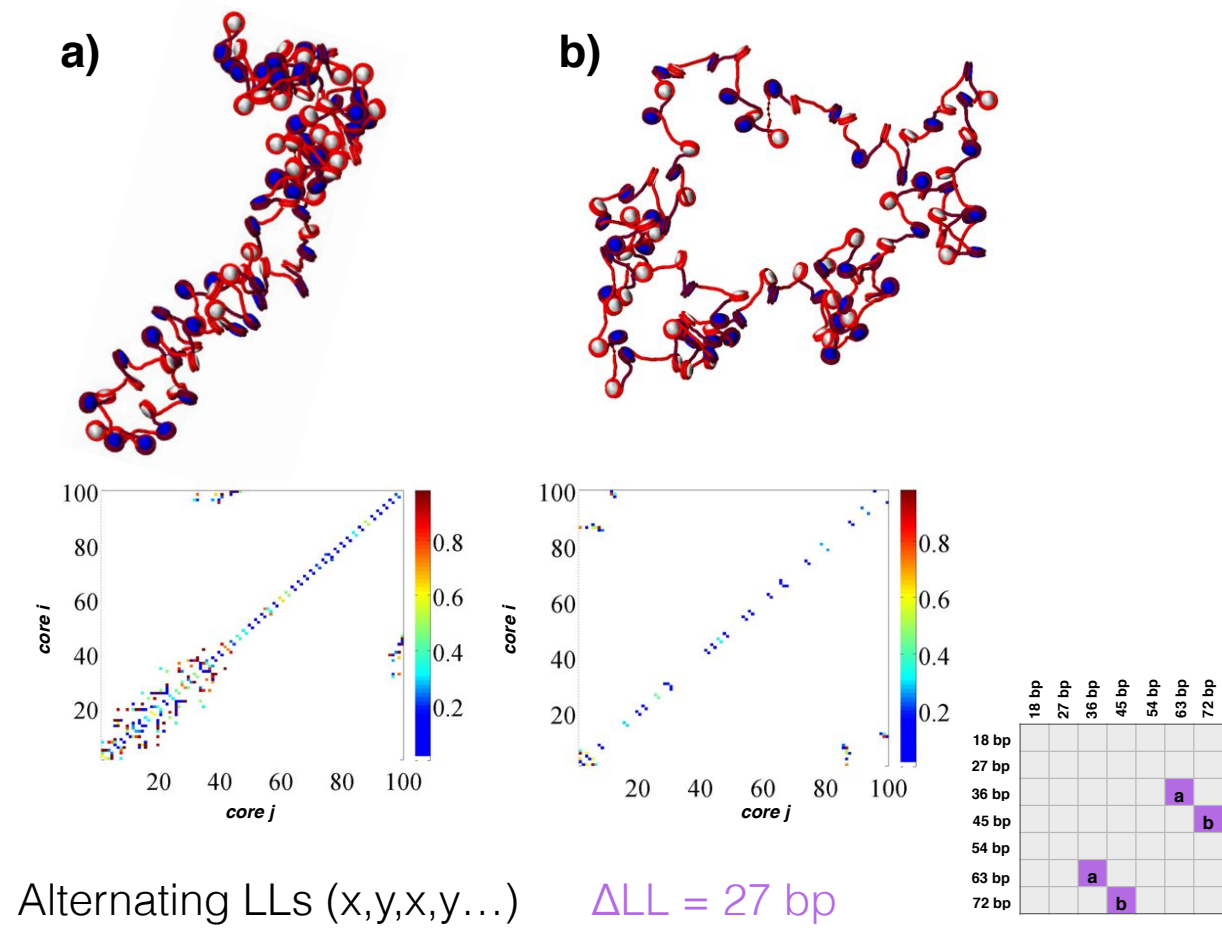 a)
b)
100
80
60
40
20
20 40 60 80 100
core i
core j
0.8
0.6
0.4
0.2
100
80
60
40
20
20 40 60 80 100
core i
core j
0.8
0.6
0.4
0.2
18 bp 27 bp 36 bp 45 bp 54 bp 63 bp 72 bp
18 bp
27 bp
36 bp a
45 bp b
54 bp
63 bp a
72 bp b
Alternating LLs (x,y,x,y…) ΔLL = 27 bp